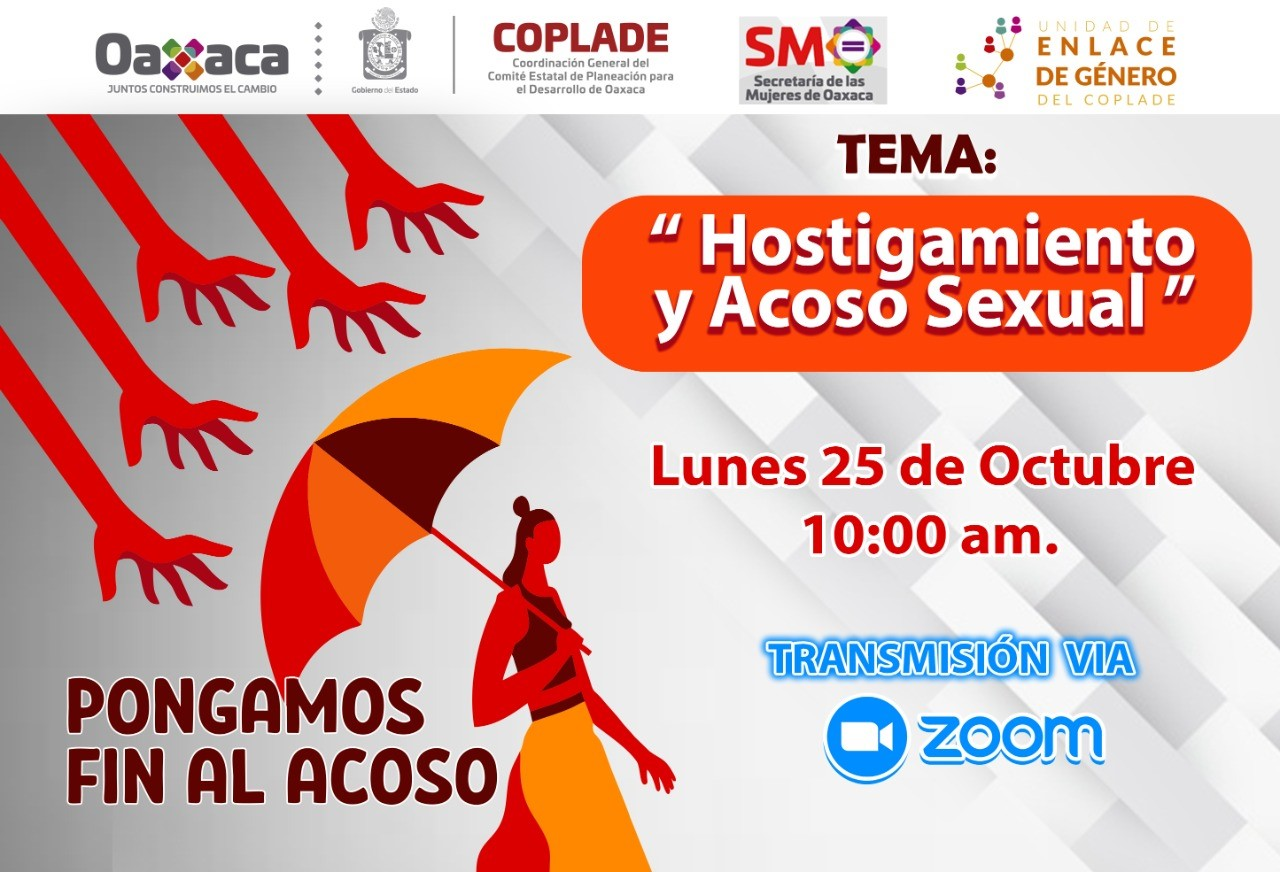 Oaxaca
JUNTOS CONSTRUIMOS EL CAMBIO
Gobierno del Estado
COPLADE
Coordinación General del
Comité Estatal de Planeación para
el Desarrollo de Oaxaca
SM
Secretaría de las
Mujeres de Oaxaca
UNIDAD DE
ENLACE
DE GÉNERO
DEL COPLADE
TEMA:
“ Hostigamiento
y Acoso Sexual ”
Lunes 25 de Octubre
10:00 am.
TRANSMISIÓN VIA
zoom
PONGAMOS
FIN AL ACOSO